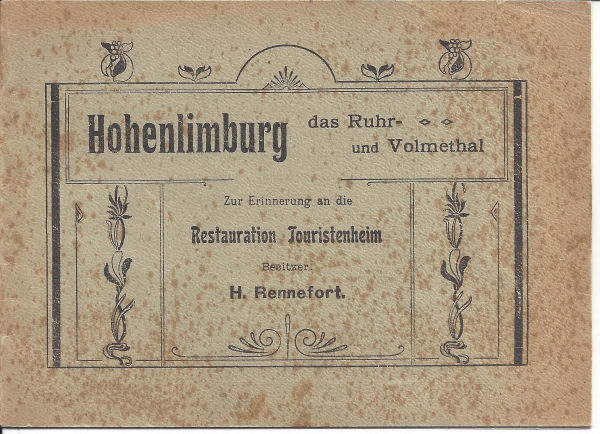 Hohenlimburg
das Ruhr-
und Volmethal
Zur Erinnerung an die
Restauration Touristenheim
Besitzer:
H. Rennefort.